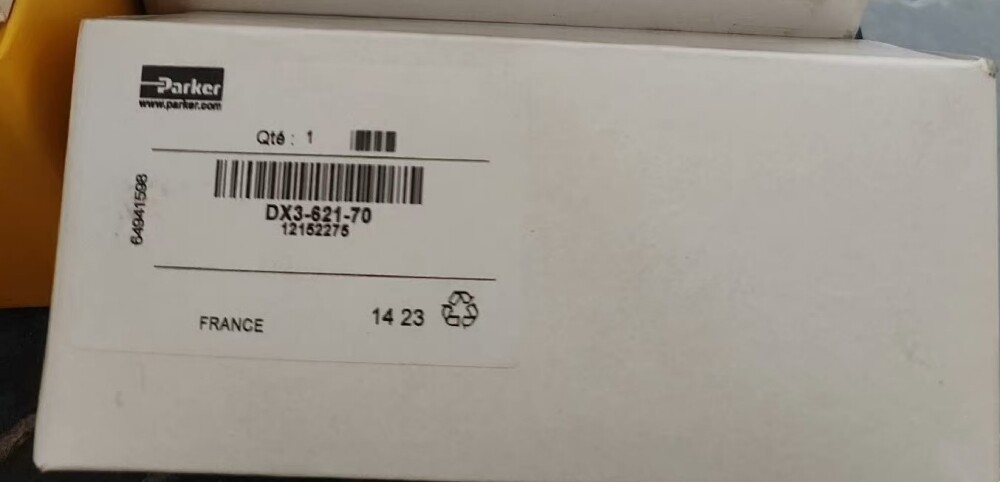 Parker
www.parker.com
Qté : 1
DX3-621-70
12152275
64941598
FRANCE
14 23